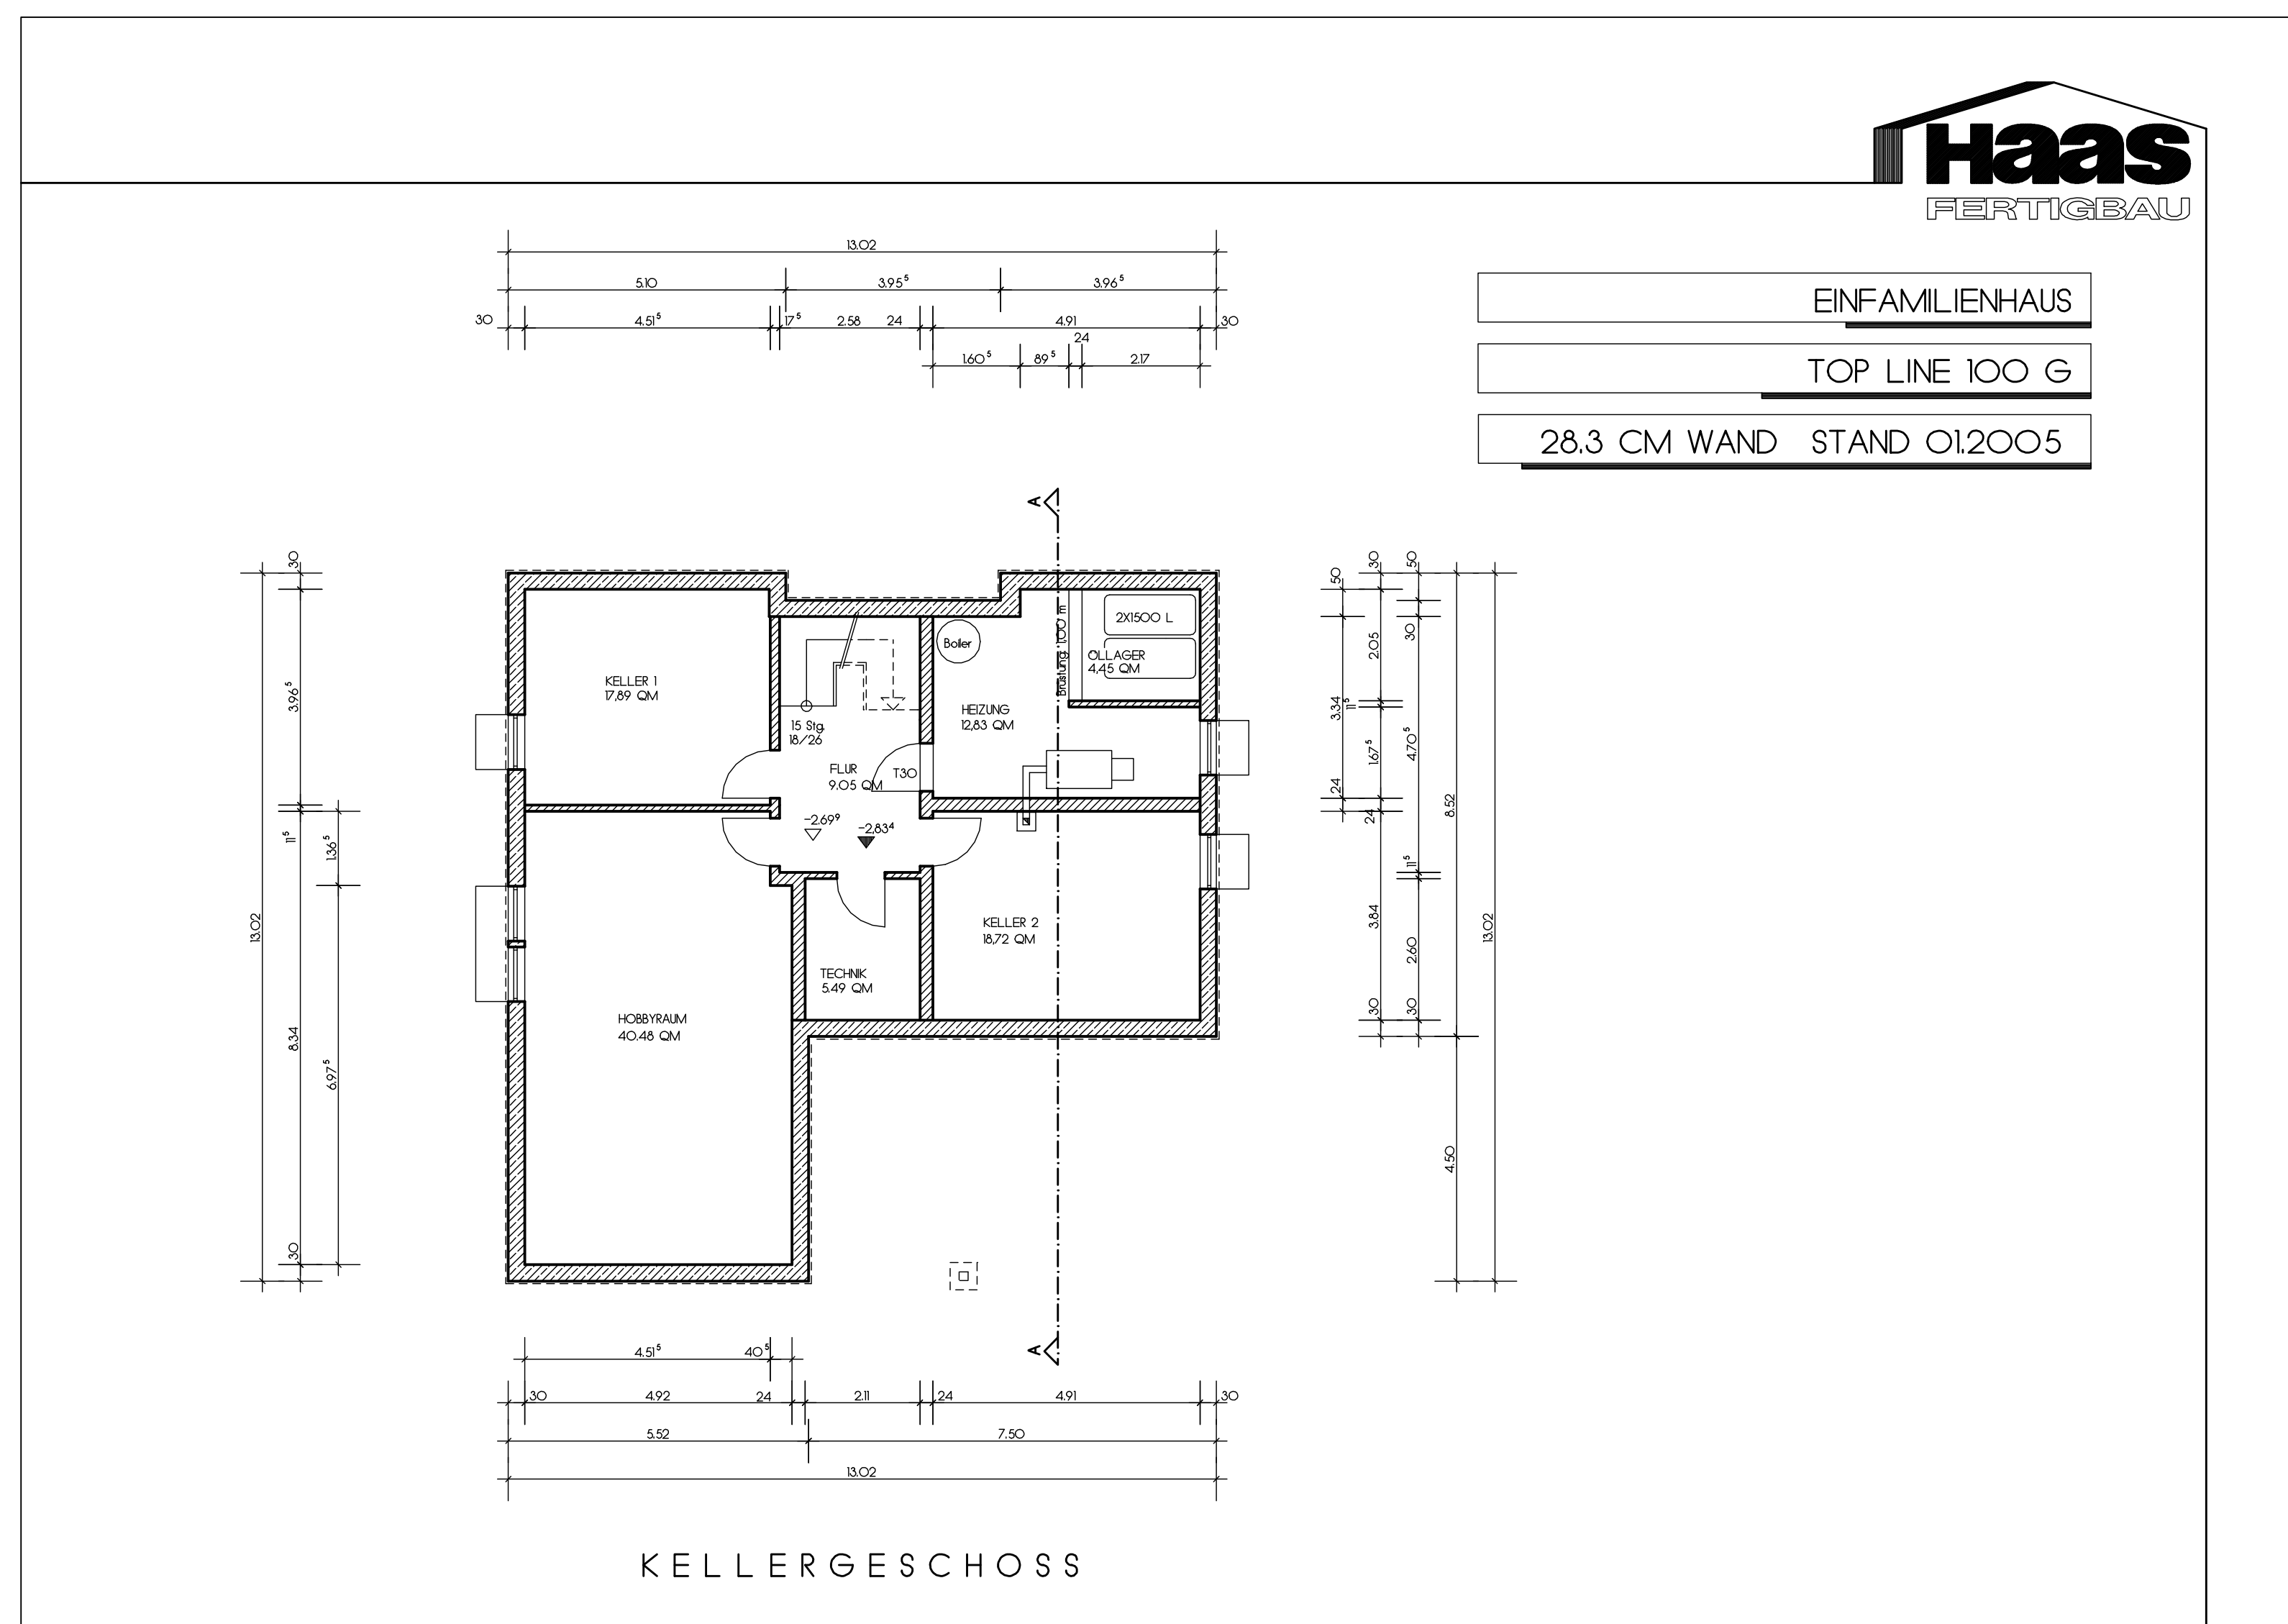 Haas
FERTIGBAU
EINFAMILIENHAUS
TOP LINE 100 G
28.3 CM WAND STAND 01.2005
13.02
5.10 3.95⁵ 3.96⁵
30 4.51⁵ 17⁵ 2.58 24 4.91 30
24
1.60⁵ 89⁵ 2.17
A
30
3.96⁵
11⁵
1.36⁵
13.02
8.34
6.97⁵
30
KELLER 1
17,89 QM
15 Stg.
18/26
FLUR
9.05 QM
T30
-2.69⁹
-2,83⁴
Boiler
Brüstung 1,00 m
2X1500 L
ÖLLAGER
4,45 QM
HEIZUNG
12,83 QM
KELLER 2
18,72 QM
TECHNIK
5.49 QM
HOBBYRAUM
40.48 QM
50
30
50
2.05
30
3.34
11⁵
1.67⁵
4.70⁵
24
24
8.52
11⁵
3.84
2.60
13.02
30
30
4.50
A
4.51⁵ 40⁵
30 4.92 24 2.11 24 4.91 30
5.52 7.50
13.02
KELLERGESCHOSS